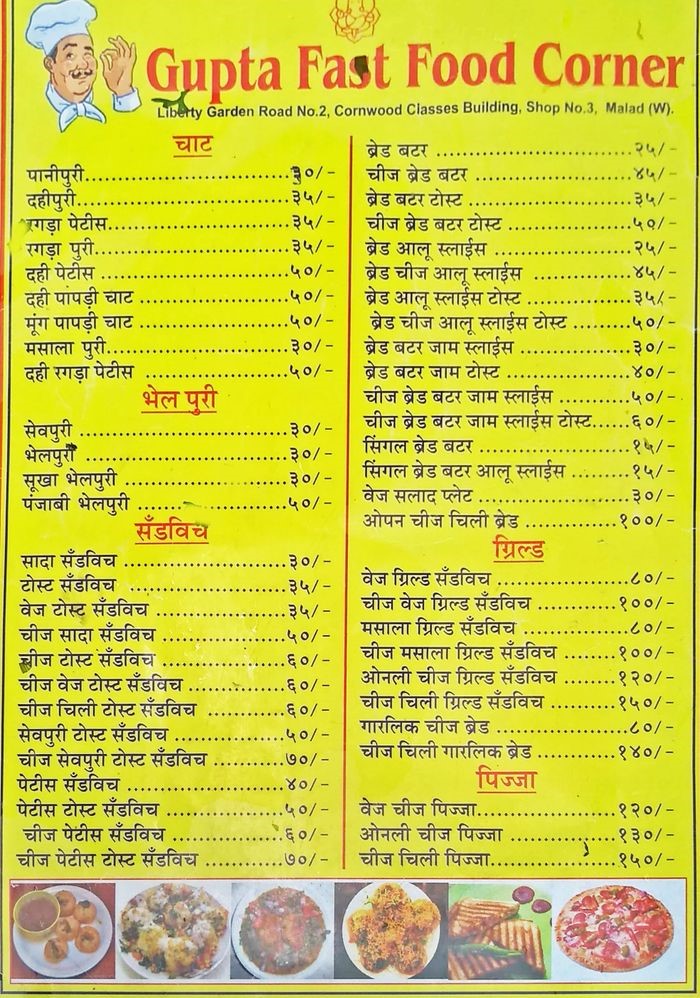 Gupta Fast Food Corner
Liberty Garden Road No.2, Cornwood Classes Building, Shop No.3, Malad (W).
चाट
पानीपुरी..............................३०/-
दहीपुरी..............................३५/-
रगडा पेटीस..........................३५/-
रगडा पुरी............................३५/-
दही पेटीस ..........................५०/-
दही पापड़ी चाट .....................५०/-
मूंग पापड़ी चाट .....................५०/-
मसाला पुरी..........................३०/-
दही रगडा पेटीस .....................५०/-
भेल पुरी
सेवपुरी ..............................३०/-
भेलपुरी ..............................३०/-
सूखा भेलपुरी ........................३०/-
पंजाबी भेलपुरी ......................५०/-
सँडविच
सादा सँडविच ........................३०/-
टोस्ट सँडविच .......................३५/-
वेज टोस्ट सँडविच ...................३५/-
चीज सादा सँडविच ..................५०/-
चीज टोस्ट सँडविच ..................६०/-
चीज वेज टोस्ट सँडविच ..............६०/-
चीज चिली टोस्ट सँडविच ............६०/-
सेवपुरी टोस्ट सँडविच ................५०/-
चीज सेवपुरी टोस्ट सँडविच ..........७०/-
पेटीस सँडविच .......................४०/-
पेटीस टोस्ट सँडविच .................५०/-
चीज पेटीस सँडविच .................६०/-
चीज पेटीस टोस्ट सँडविच ...........७०/-
ब्रेड बटर .............................२५/-
चीज ब्रेड बटर .......................४५/-
ब्रेड बटर टोस्ट .......................३५/-
चीज ब्रेड बटर टोस्ट .................५०/-
ब्रेड आलू स्लाईस ....................२५/-
ब्रेड चीज आलू स्लाईस ..............४५/-
ब्रेड आलू स्लाईस टोस्ट ..............३५/-
ब्रेड चीज आलू स्लाईस टोस्ट ........५०/-
ब्रेड बटर जाम स्लाईस ...............३०/-
ब्रेड बटर जाम टोस्ट .................४०/-
चीज ब्रेड बटर जाम स्लाईस ..........५०/-
चीज ब्रेड बटर जाम स्लाईस टोस्ट......६०/-
सिंगल ब्रेड बटर .....................१५/-
सिंगल ब्रेड बटर आलू स्लाईस ........१५/-
वेज सलाद प्लेट ......................३०/-
ओपन चीज चिली ब्रेड ...............१००/-
ग्रिल्ड
वेज ग्रिल्ड सँडविच ...................८०/-
चीज वेज ग्रिल्ड सँडविच ............१००/-
मसाला ग्रिल्ड सँडविच ...............८०/-
चीज मसाला ग्रिल्ड सँडविच .........१००/-
ओनली चीज ग्रिल्ड सँडविच .........१२०/-
चीज चिली ग्रिल्ड सँडविच ...........१५०/-
गारलिक चीज ब्रेड ...................८०/-
चीज चिली गारलिक ब्रेड ............१४०/-
पिज्जा
वेज चीज पिज्जा.....................१२०/-
ओनली चीज पिज्जा .................१३०/-
चीज चिली पिज्जा...................१५०/-